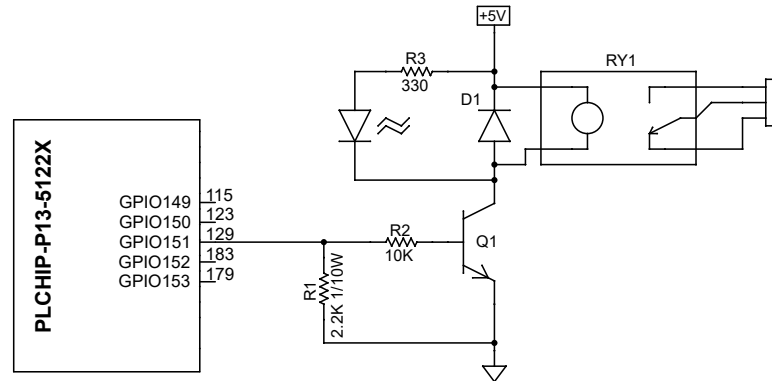 +5V
R3
330
RY1
D1
PLCHIP-P13-5122X
GPIO149
115
GPIO150
123
GPIO151
129
GPIO152
183
GPIO153
179
R2
10K
Q1
R1
2.2K 1/10W